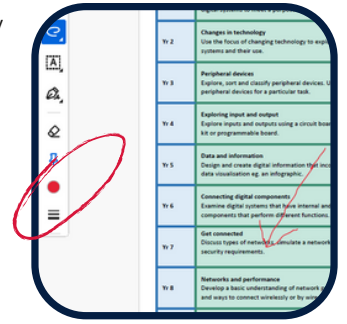 y
A
digital systems to meet a purpose
Yr 2
Changes in technology
Use the focus of changing technology to
systems and their use.
Yr 3
Peripheral devices
Explore, sort and classify peripheral devices.
peripheral devices for a particular task.
Yr 4
Exploring input and output
Explore inputs and outputs using a circuit
kit or programmable board.
Yr 5
Data and information
Design and create digital information that
data visualisation eg. an infographic.
Yr 6
Connecting digital components
Examine digital systems that have internal and
components that perform different functions.
Yr 7
Get connected
Discuss types of networks, simulate a network
security requirements.
Yr 8
Networks and performance
Develop a basic understanding of network
and ways to connect wirelessly or by